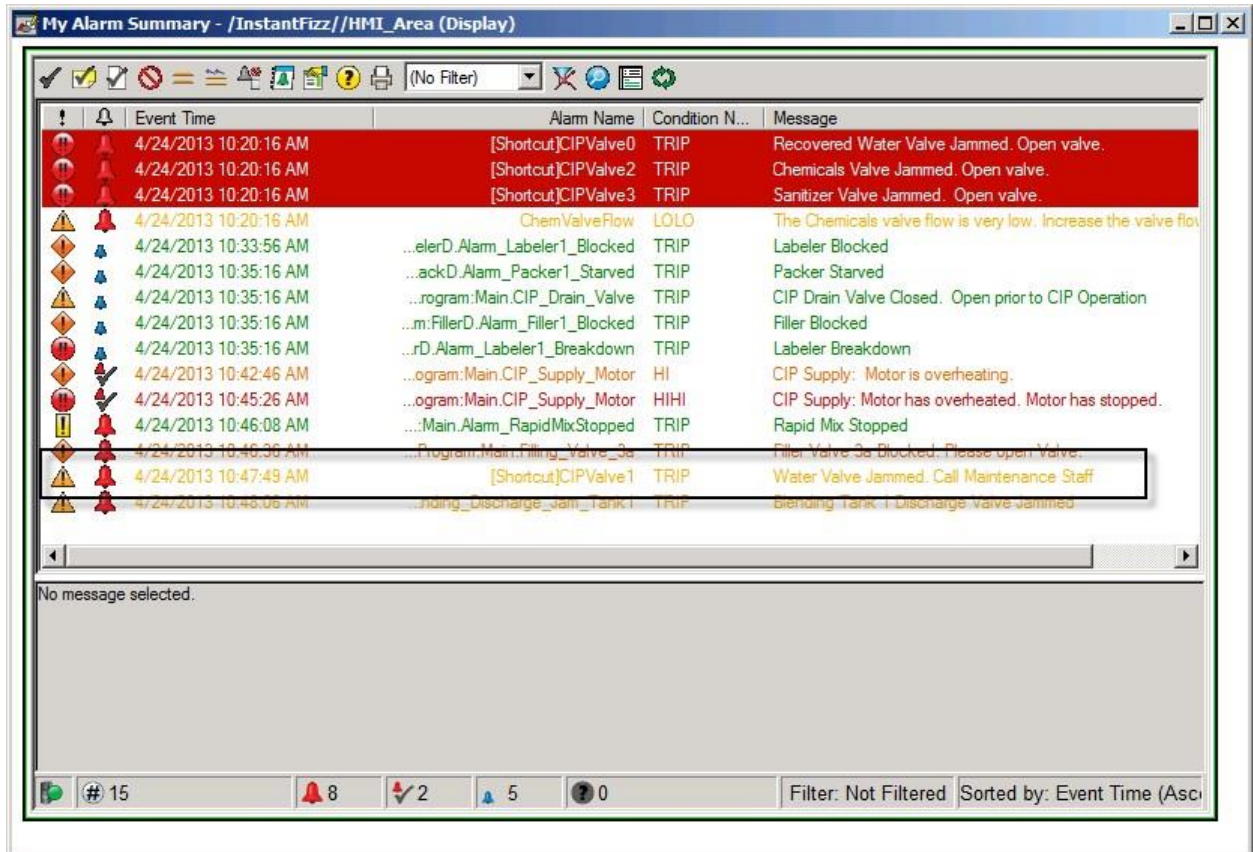 My Alarm Summary - /InstantFizz//HMI_Area (Display)
(No Filter)
! Event Time Alarm Name Condition N... Message
4/24/2013 10:20:16 AM [Shortcut]CIPValve0 TRIP Recovered Water Valve Jammed. Open valve.
4/24/2013 10:20:16 AM [Shortcut]CIPValve2 TRIP Chemicals Valve Jammed. Open valve.
4/24/2013 10:20:16 AM [Shortcut]CIPValve3 TRIP Sanitizer Valve Jammed. Open valve.
4/24/2013 10:20:16 AM ChemValveFlow LOLO The Chemicals valve flow is very low. Increase the valve flov
4/24/2013 10:33:56 AM ...elerD.Alarm_Labeler1_Blocked TRIP Labeler Blocked
4/24/2013 10:35:16 AM ...ackD.Alarm_Packer1_Starved TRIP Packer Starved
4/24/2013 10:35:16 AM ...rogram:Main.CIP_Drain_Valve TRIP CIP Drain Valve Closed. Open prior to CIP Operation
4/24/2013 10:35:16 AM ...m:FillerD.Alarm_Filler1_Blocked TRIP Filler Blocked
4/24/2013 10:35:16 AM ...rD.Alarm_Labeler1_Breakdown TRIP Labeler Breakdown
4/24/2013 10:42:46 AM ...ogram:Main.CIP_Supply_Motor HI CIP Supply: Motor is overheating.
4/24/2013 10:45:26 AM ...ogram:Main.CIP_Supply_Motor HIHI CIP Supply: Motor has overheated. Motor has stopped.
4/24/2013 10:46:08 AM ...:Main.Alarm_RapidMixStopped TRIP Rapid Mix Stopped
4/24/2013 10:46:36 AM ...Program:Main.Filling_Valve_3a TRIP Filler Valve 3a Blocked. Please open Valve.
4/24/2013 10:47:49 AM [Shortcut]CIPValve1 TRIP Water Valve Jammed. Call Maintenance Staff
4/24/2013 10:48:06 AM ...nding_Discharge_Jam_Tank1 TRIP Blending Tank 1 Discharge Valve Jammed
No message selected.
# 15 8 2 5 ? 0 Filter: Not Filtered Sorted by: Event Time (Asc